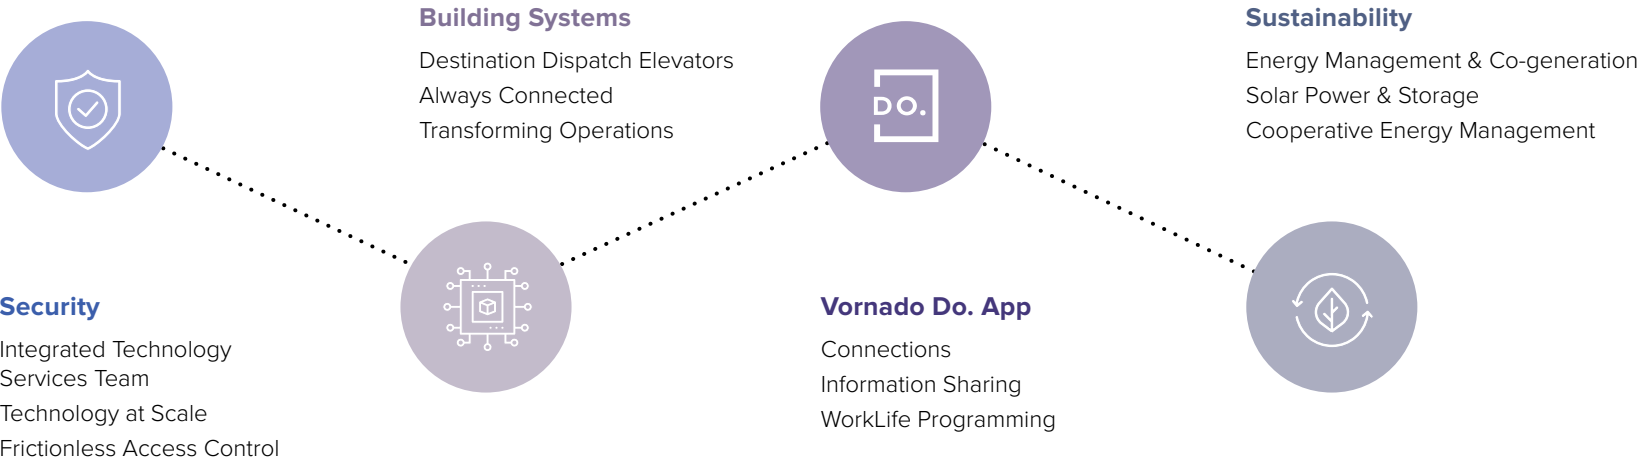 Security
Integrated Technology
Services Team
Technology at Scale
Frictionless Access Control
Building Systems
Destination Dispatch Elevators
Always Connected
Transforming Operations
DO.
Vornado Do. App
Connections
Information Sharing
WorkLife Programming
Sustainability
Energy Management & Co-generation
Solar Power & Storage
Cooperative Energy Management